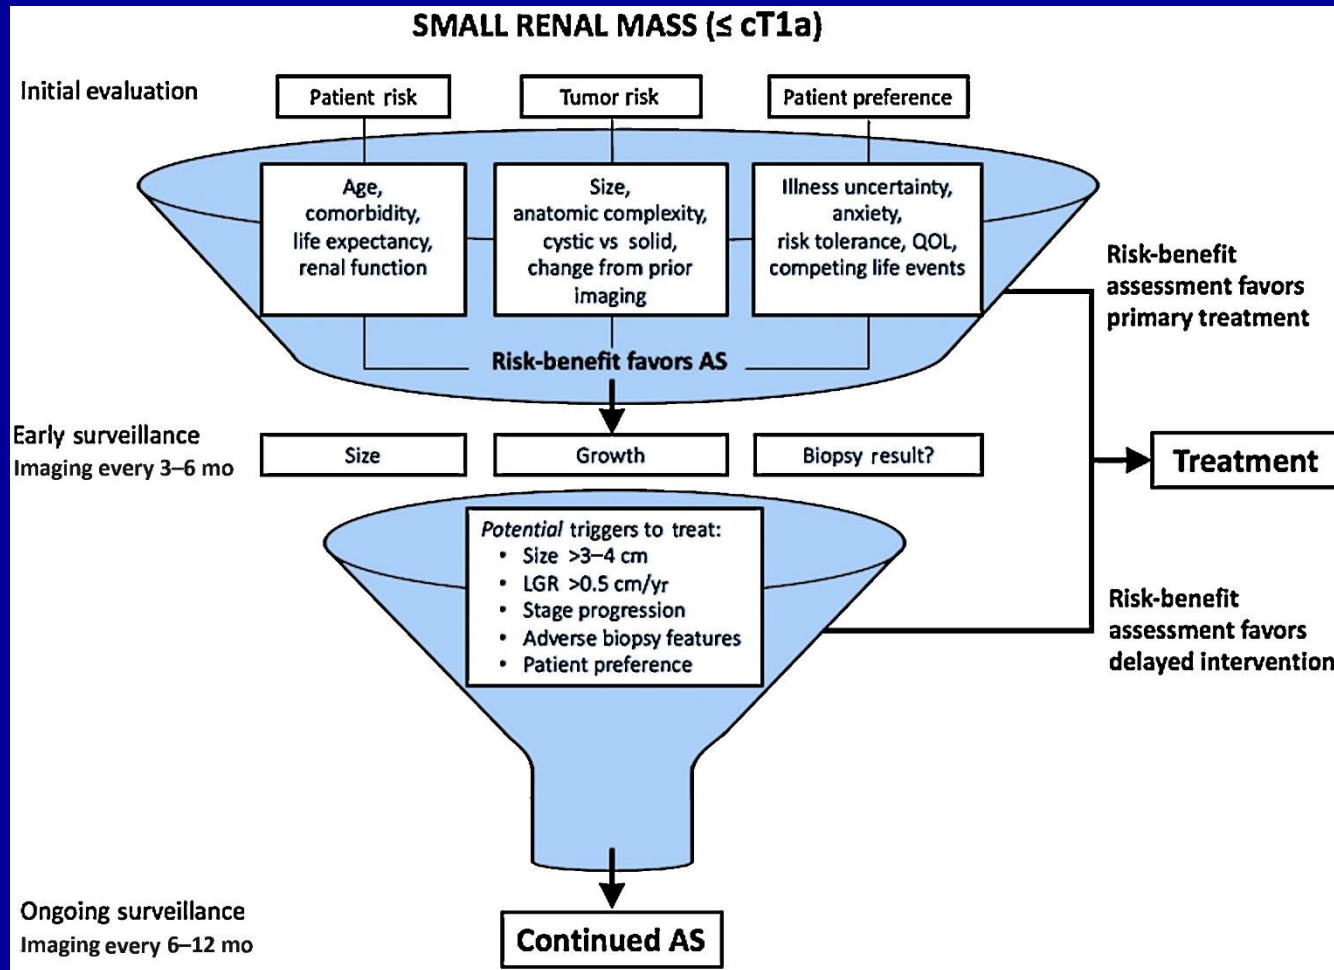 SMALL RENAL MASS (≤ cT1a)
Initial evaluation
Patient risk
Tumor risk
Patient preference
Age,
comorbidity,
life expectancy,
renal function
Size,
anatomic complexity,
cystic vs solid,
change from prior
imaging
Illness uncertainty,
anxiety,
risk tolerance, QOL,
competing life events
Risk-benefit
assessment favors
primary treatment
Risk-benefit favors AS
Early surveillance
Imaging every 3–6 mo
Size
Growth
Biopsy result?
Treatment
Potential triggers to treat:
• Size >3–4 cm
• LGR >0.5 cm/yr
• Stage progression
• Adverse biopsy features
• Patient preference
Risk-benefit
assessment favors
delayed intervention
Ongoing surveillance
Imaging every 6–12 mo
Continued AS